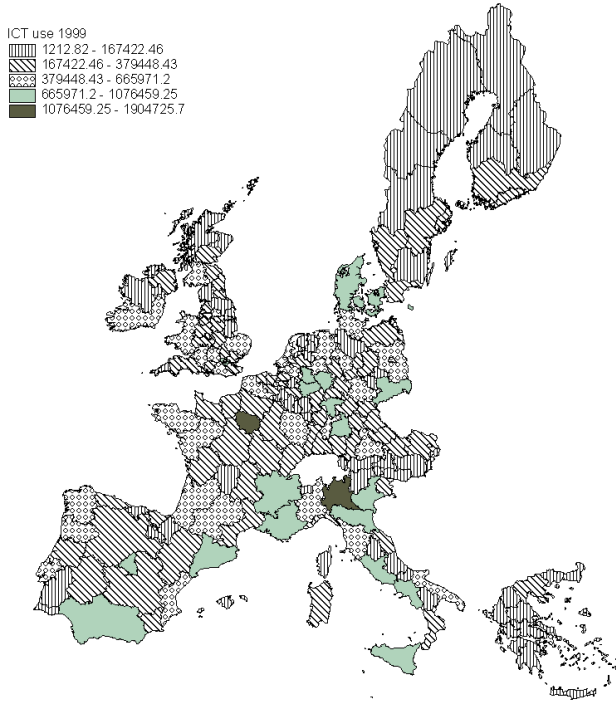 ICT use 1999
1212.82 - 167422.46
167422.46 - 379448.43
379448.43 - 665971.2
665971.2 - 1076459.25
1076459.25 - 1904725.7